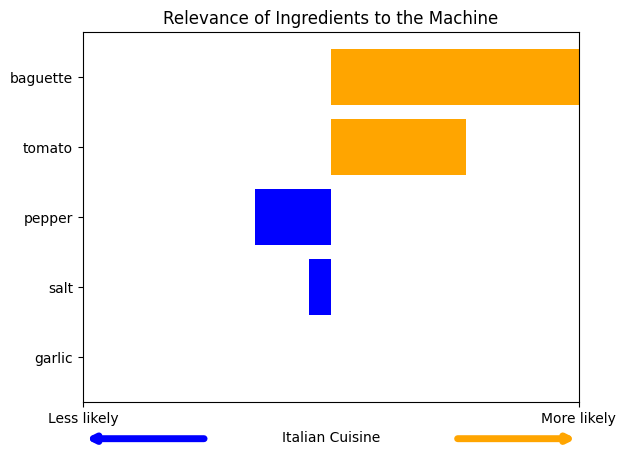 Relevance of Ingredients to the Machine
baguette
tomato
pepper
salt
garlic
Less likely
More likely
Italian Cuisine